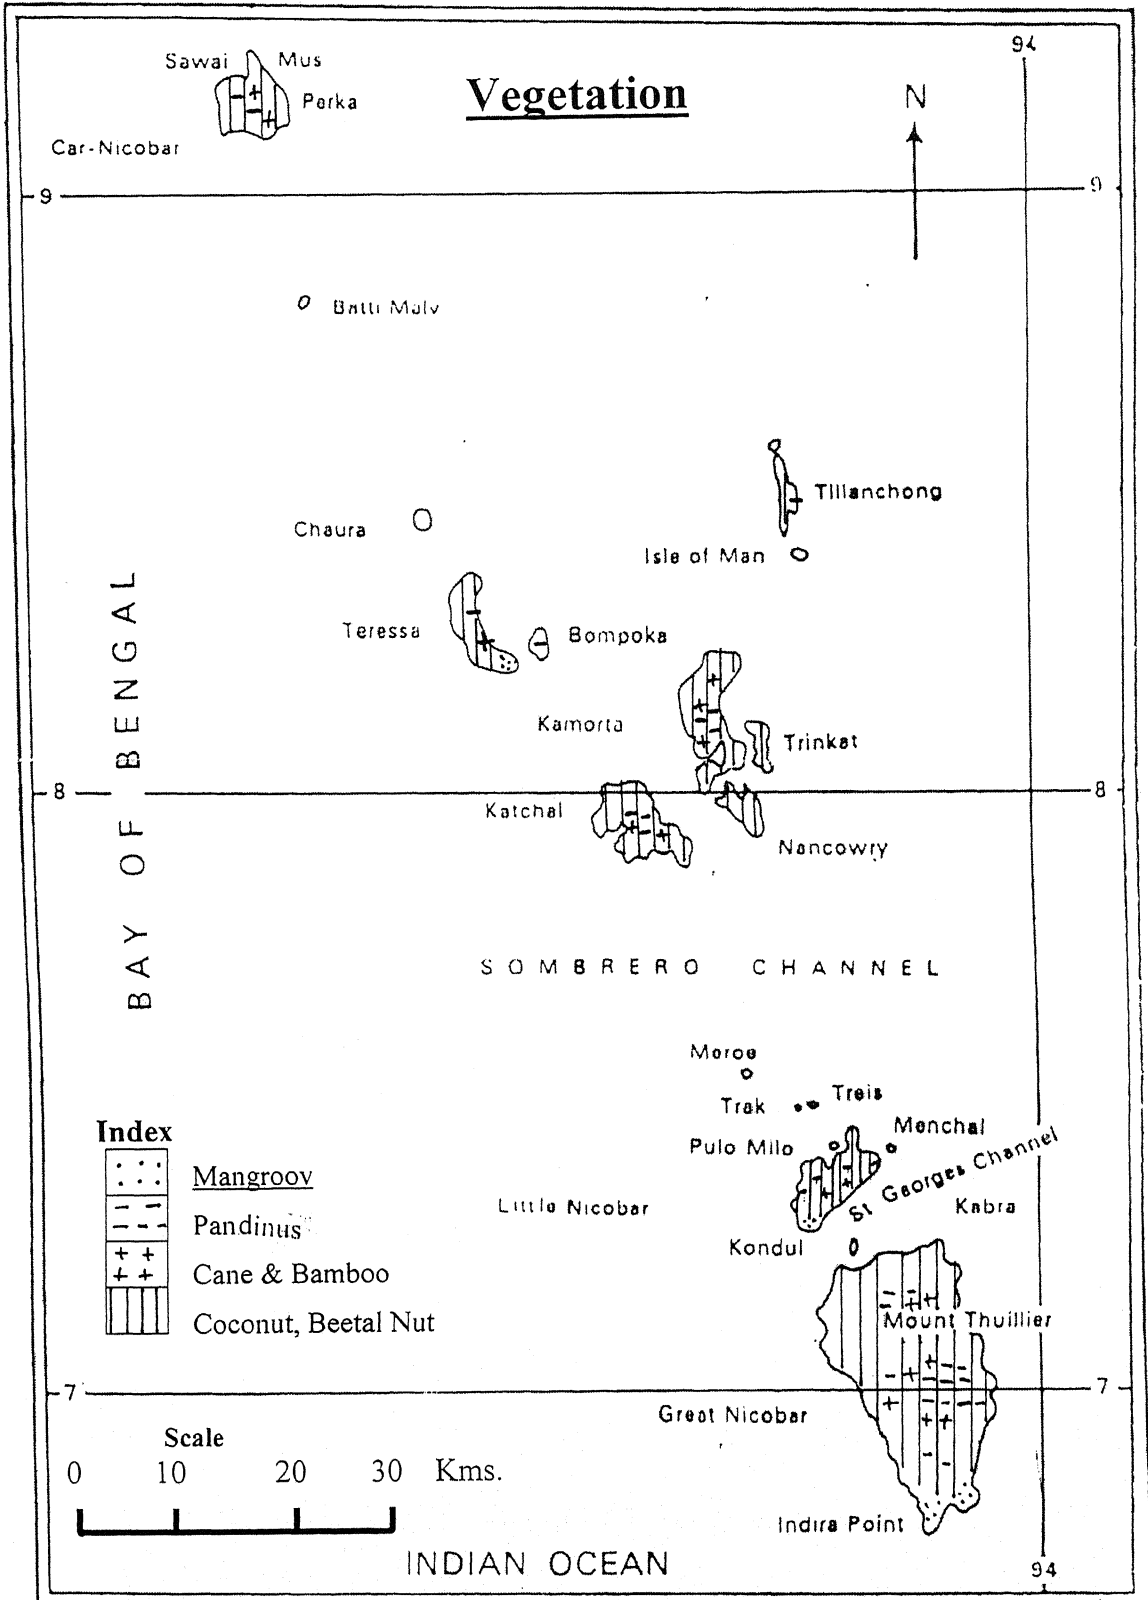 94
Sawai Mus
Vegetation
Perka
N
Car-Nicobar
9 9
Batti Malv
Tillanchong
Chaura
Isle of Man
Teressa Bompoka
Kamorta
Trinkat
BAY OF BENGAL
8 8
Katchal
Nancowry
SOMBRERO CHANNEL
Meroe
Trak Treis
Menchal
Pulo Milo
St Georges Channel
Little Nicobar Kabra
Kondul
Index
Mangroov
Pandinus
Cane & Bamboo
Coconut, Beetal Nut
Mount Thuillier
7 7
Great Nicobar
Scale
0 10 20 30 Kms.
Indira Point
INDIAN OCEAN
94